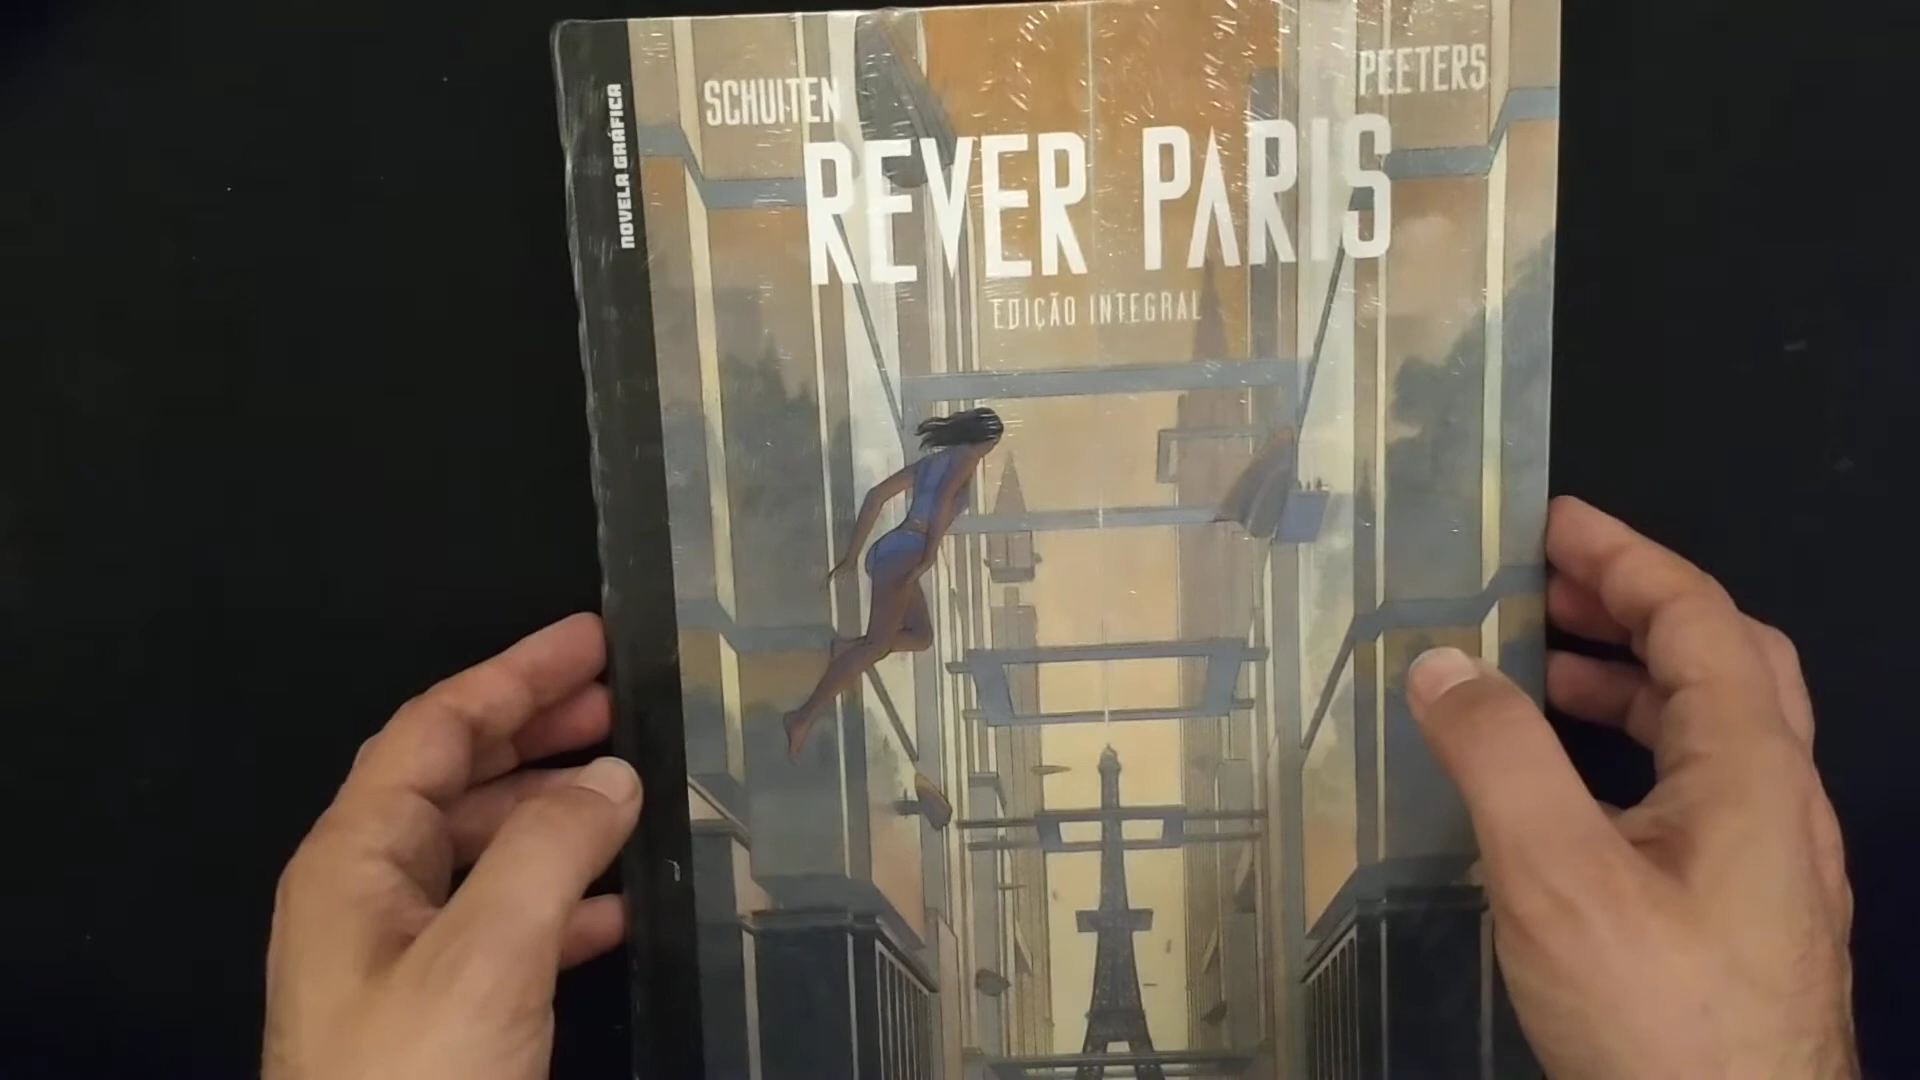 NOVELA GRÁFICA
SCHUITEN
PEETERS
REVER PARIS
EDIÇÃO INTEGRAL